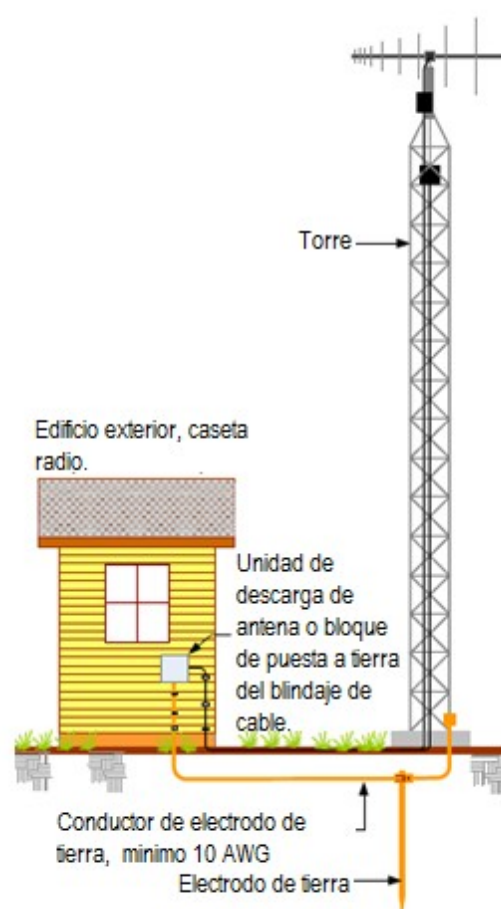 Torre
Edificio exterior, caseta
radio.
Unidad de
descarga de
antena o bloque
de puesta a tierra
del blindaje de
cable.
Conductor de electrodo de
tierra, minimo 10 AWG
Electrodo de tierra